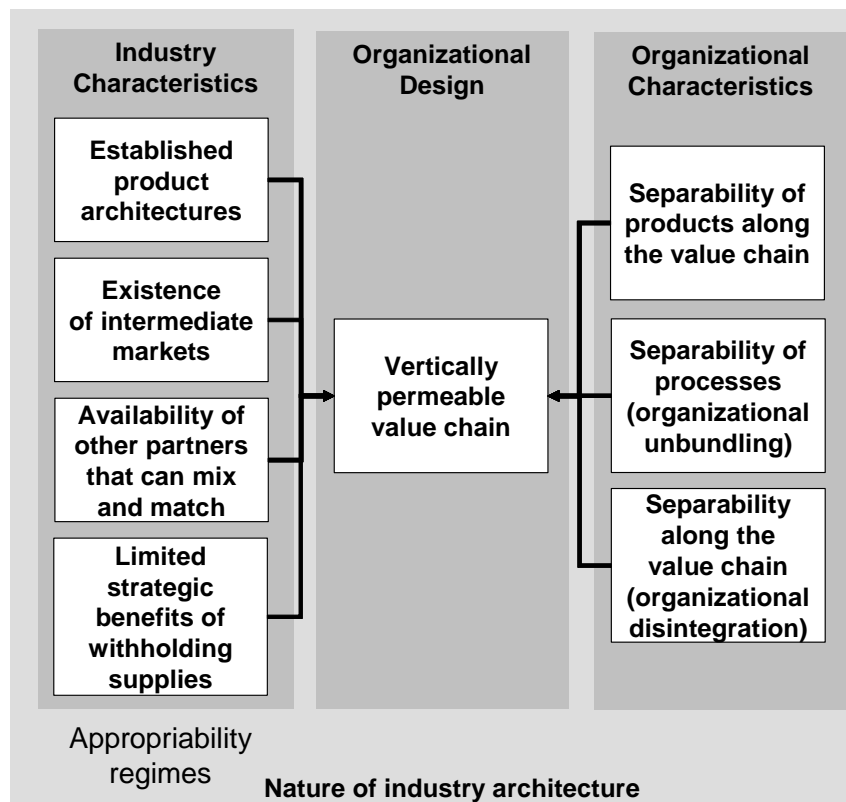 Industry
Characteristics
Established
product
architectures
Existence
of intermediate
markets
Availability of
other partners
that can mix
and match
Limited
strategic
benefits of
withholding
supplies
Organizational
Design
Vertically
permeable
value chain
Organizational
Characteristics
Separability of
products along
the value chain
Separability of
processes
(organizational
unbundling)
Separability
along the
value chain
(organizational
disintegration)
Appropriability
regimes
Nature of industry architecture